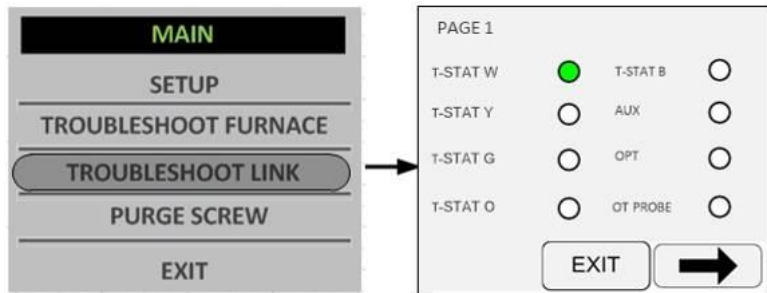 MAIN
SETUP
TROUBLESHOOT FURNACE
TROUBLESHOOT LINK
PURGE SCREW
EXIT
PAGE 1
T-STAT W T-STAT B
T-STAT Y AUX
T-STAT G OPT
T-STAT O OT PROBE
EXIT